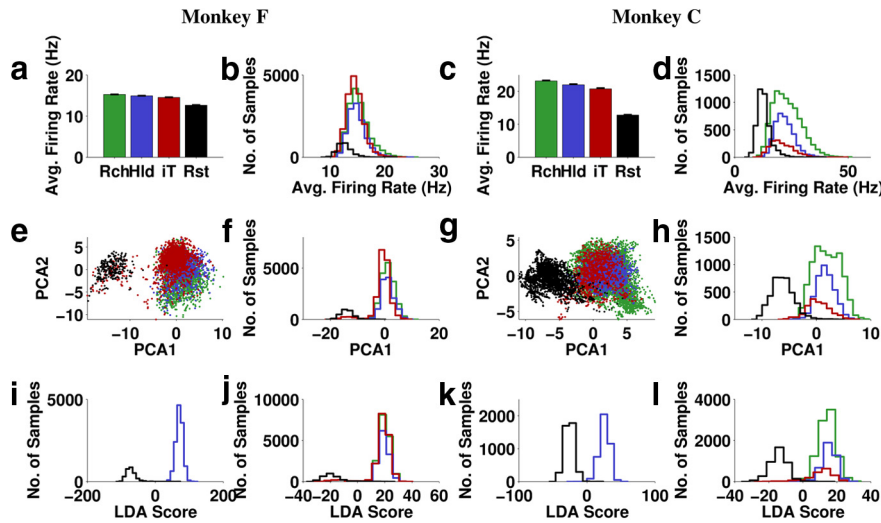 Monkey F
Monkey C
a
Avg. Firing Rate (Hz)
20
10
0
Rch Hld iT Rst
b
No. of Samples
5000
0
10 20 30
Avg. Firing Rate (Hz)
c
Avg. Firing Rate (Hz)
20
10
0
Rch Hld iT Rst
d
No. of Samples
1500
1000
500
0
0 50
Avg. Firing Rate (Hz)
e
PCA2
5
0
−5
−10
−10 0 10
PCA1
f
No. of Samples
5000
0
−20 0 20
PCA1
g
PCA2
5
0
−5
−10 −5 0 5
PCA1
h
No. of Samples
1500
1000
500
0
−10 0 10
PCA1
i
No. of Samples
5000
0
−200 0 200
LDA Score
j
No. of Samples
10000
5000
0
−40 −20 0 20 40 60
LDA Score
k
No. of Samples
2000
1000
0
−100 0 100
LDA Score
l
No. of Samples
4000
2000
0
−40 −20 0 20 40
LDA Score